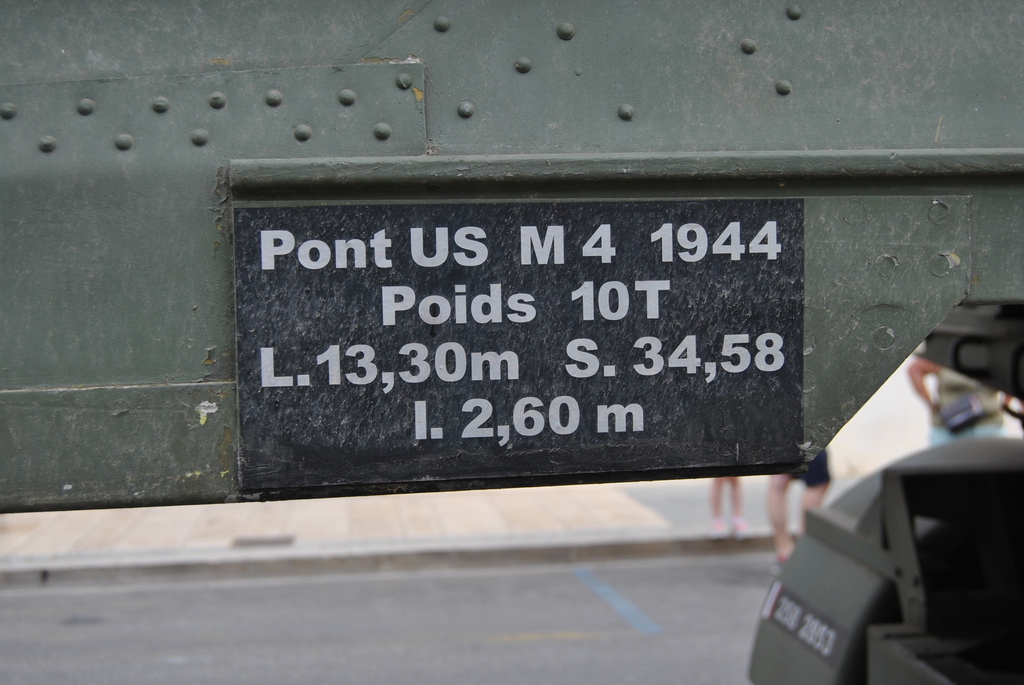 Pont US M 4 1944
Poids 10T
L.13,30m S. 34,58
l. 2,60 m